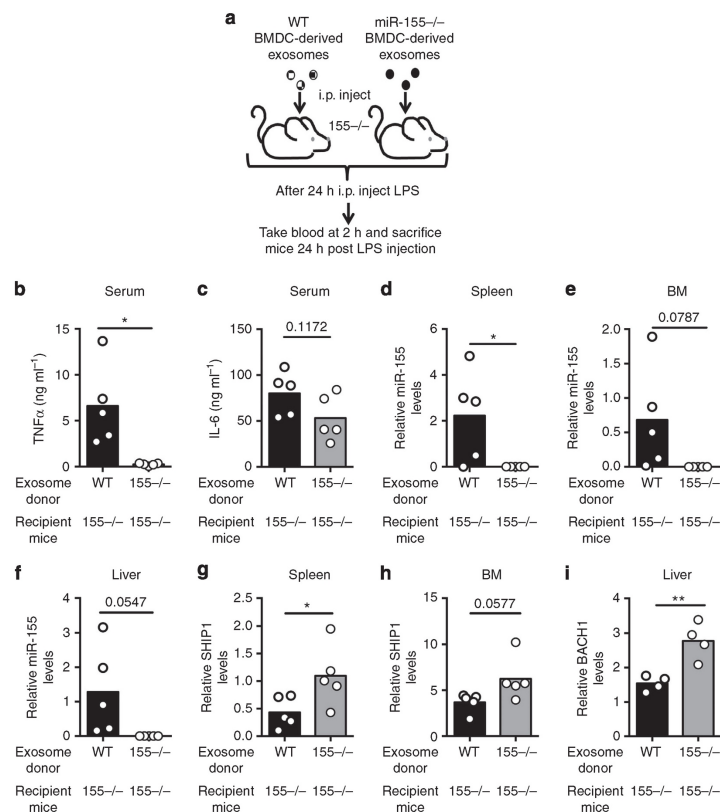 a
WT
BMDC-derived
exosomes
miR-155–/–
BMDC-derived
exosomes
i.p. inject
155–/–
After 24 h i.p. inject LPS
Take blood at 2 h and sacrifice
mice 24 h post LPS injection
b
Serum
*
15
10
5
0
TNFα (ng ml⁻¹)
Exosome
donor
WT
155–/–
Recipient
mice
155–/–
155–/–
c
Serum
0.1172
150
100
50
0
IL-6 (ng ml⁻¹)
Exosome
donor
WT
155–/–
Recipient
mice
155–/–
155–/–
d
Spleen
*
6
4
2
0
Relative miR-155
levels
Exosome
donor
WT
155–/–
Recipient
mice
155–/–
155–/–
e
BM
0.0787
2.0
1.5
1.0
0.5
0.0
Relative miR-155
levels
Exosome
donor
WT
155–/–
Recipient
mice
155–/–
155–/–
f
Liver
0.0547
4
3
2
1
0
Relative miR-155
levels
Exosome
donor
WT
155–/–
Recipient
mice
155–/–
155–/–
g
Spleen
*
2.5
2.0
1.5
1.0
0.5
0.0
Relative SHIP1
levels
Exosome
donor
WT
155–/–
Recipient
mice
155–/–
155–/–
h
BM
0.0577
15
10
5
0
Relative SHIP1
levels
Exosome
donor
WT
155–/–
Recipient
mice
155–/–
155–/–
i
Liver
**
4
3
2
1
0
Relative BACH1
levels
Exosome
donor
WT
155–/–
Recipient
mice
155–/–
155–/–